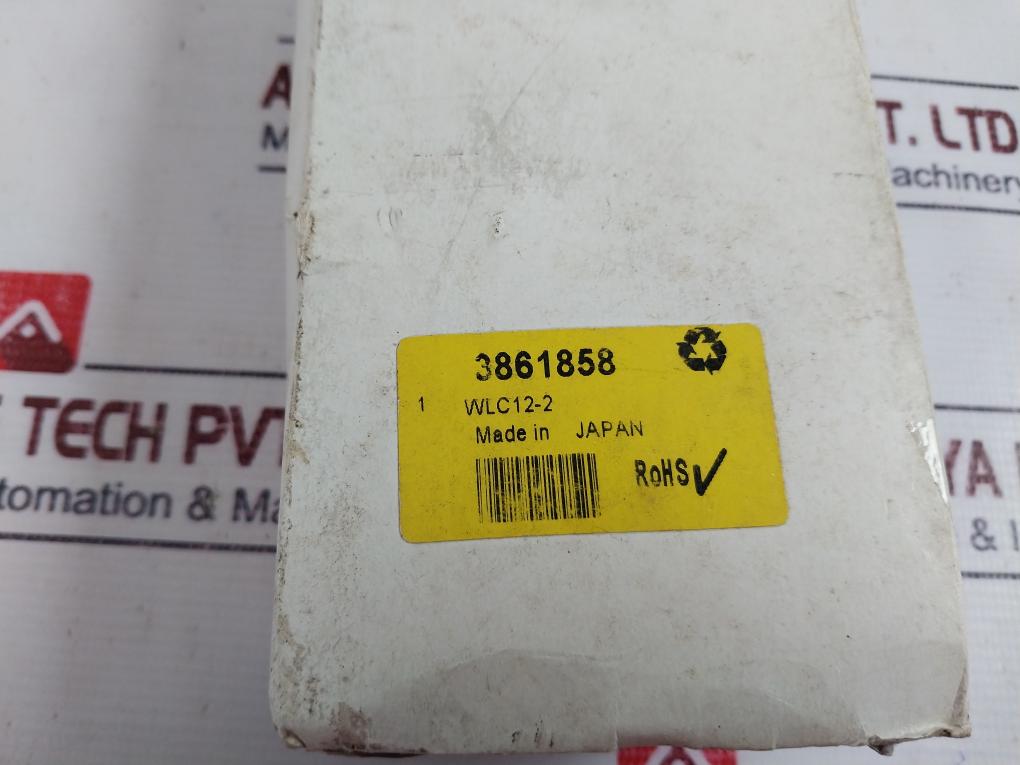 T. LTD
achinery
TECH PVT
tomation & Ma
YA
& I
3861858
1 WLC12-2
Made in JAPAN
RoHS